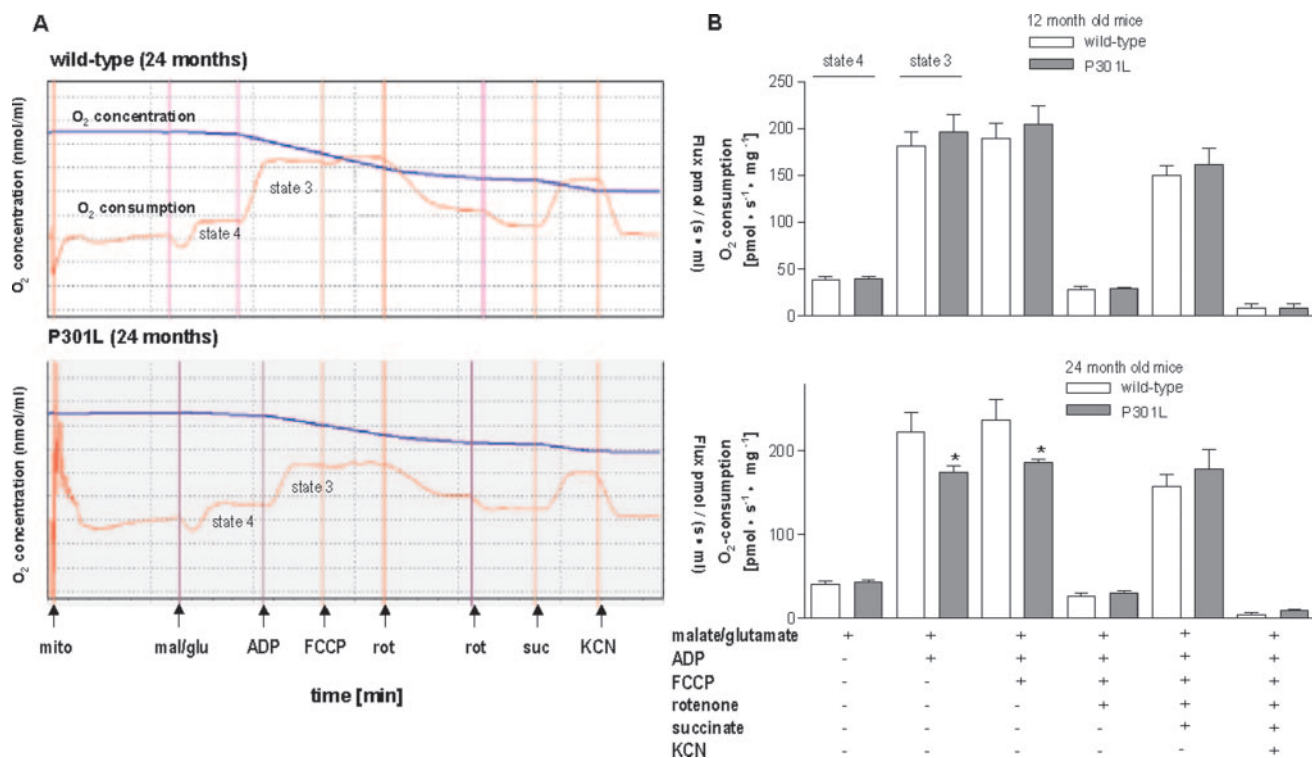 A
wild-type (24 months)
O2 concentration (nmol/ml)
O2 concentration
O2 consumption
state 4
state 3
Flux pmol / (s • ml)
P301L (24 months)
O2 concentration (nmol/ml)
state 4
state 3
Flux pmol / (s • ml)
mito mal/glu ADP FCCP rot rot suc KCN
time [min]
B
12 month old mice
wild-type
P301L
state 4 state 3
O2 consumption
[pmol • s-1 • mg-1]
250
200
150
100
50
0
24 month old mice
wild-type
P301L
O2-consumption
[pmol • s-1 • mg-1]
200
100
0
* *
malate/glutamate + + + + + +
ADP - + + + + +
FCCP - - + + + +
rotenone - - - + + +
succinate - - - - + +
KCN - - - - - +